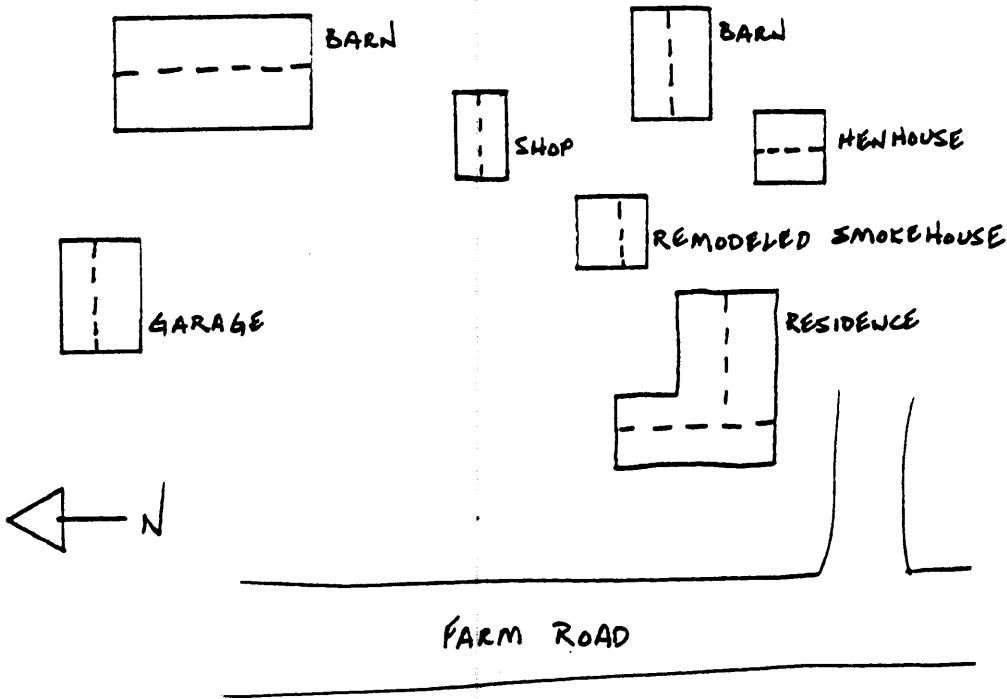 BARN
BARN
SHOP
HENHOUSE
REMODELED SMOKEHOUSE
GARAGE
RESIDENCE
N
FARM ROAD